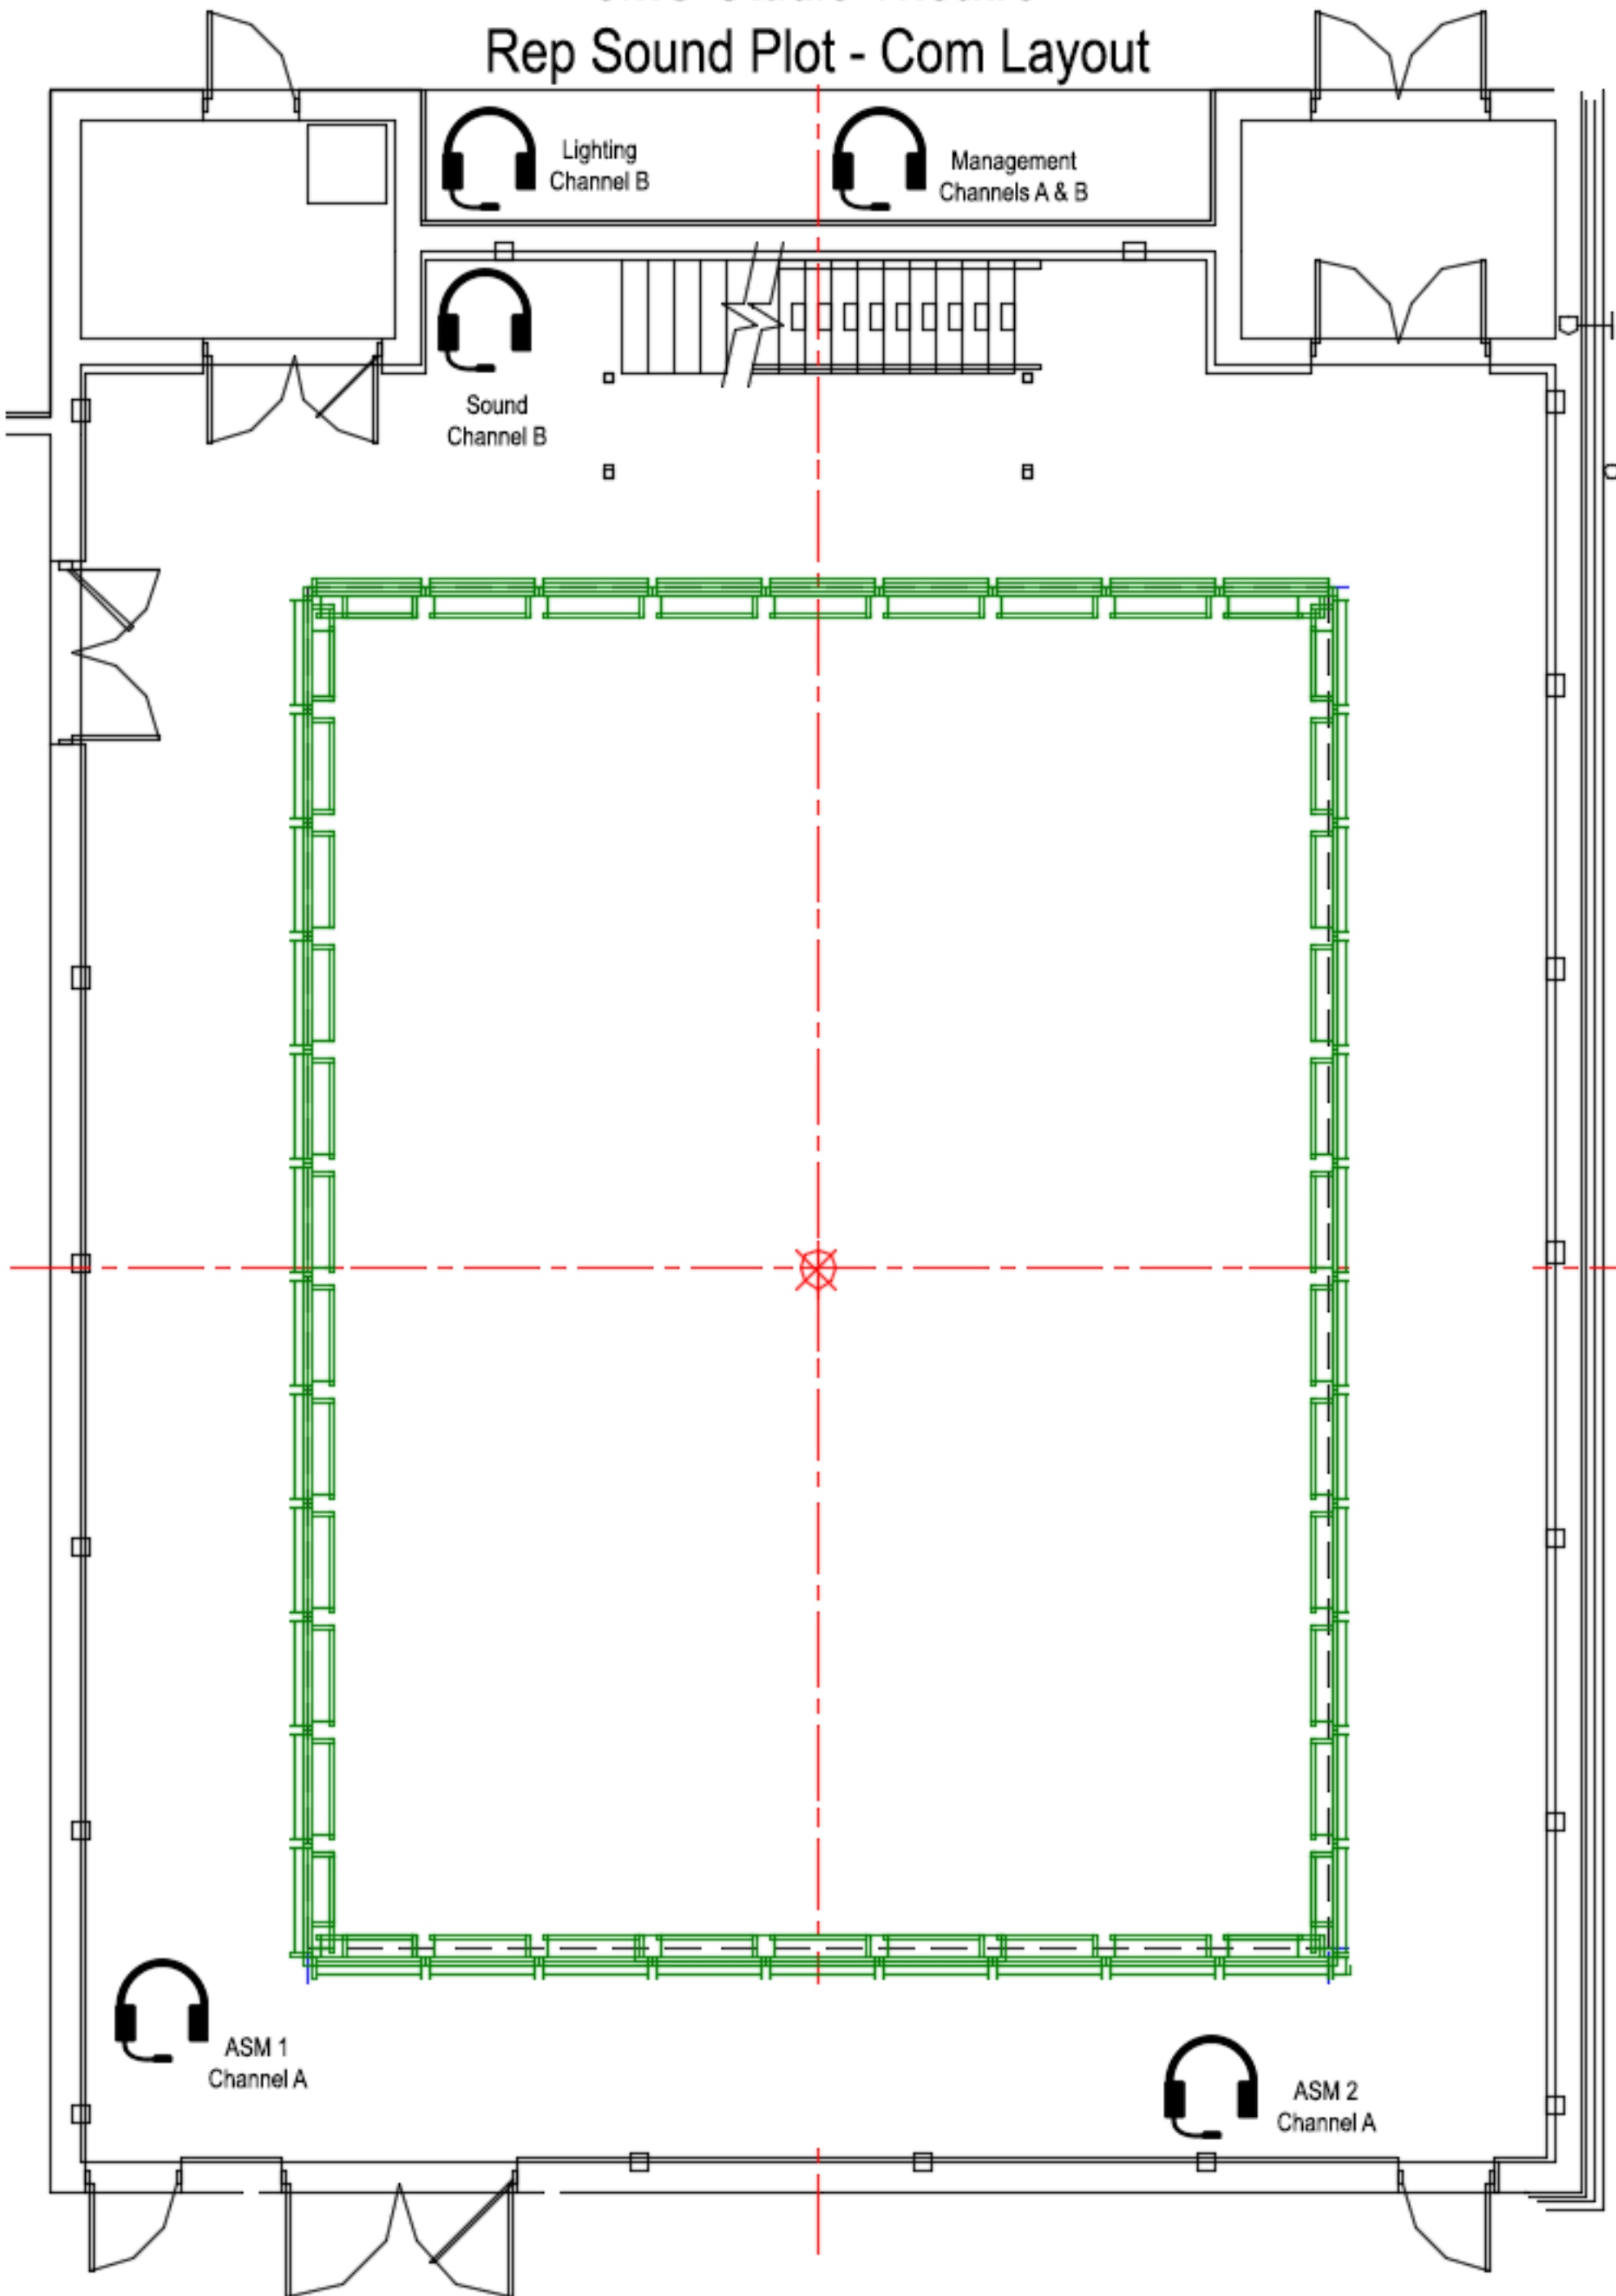 Rep Sound Plot - Com Layout
Lighting
Channel B
Management
Channels A & B
Sound
Channel B
ASM 1
Channel A
ASM 2
Channel A